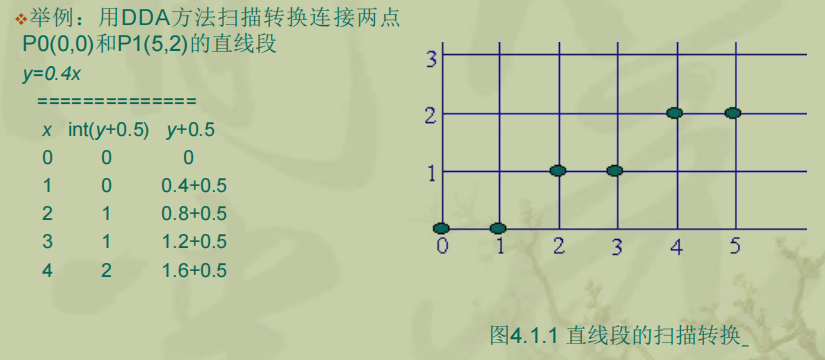 ❖举例：用DDA方法扫描转换连接两点
P0(0,0)和P1(5,2)的直线段
y=0.4x
==============
x int(y+0.5) y+0.5
0 0 0
1 0 0.4+0.5
2 1 0.8+0.5
3 1 1.2+0.5
4 2 1.6+0.5
3
2
1
0 1 2 3 4 5
图4.1.1 直线段的扫描转换_